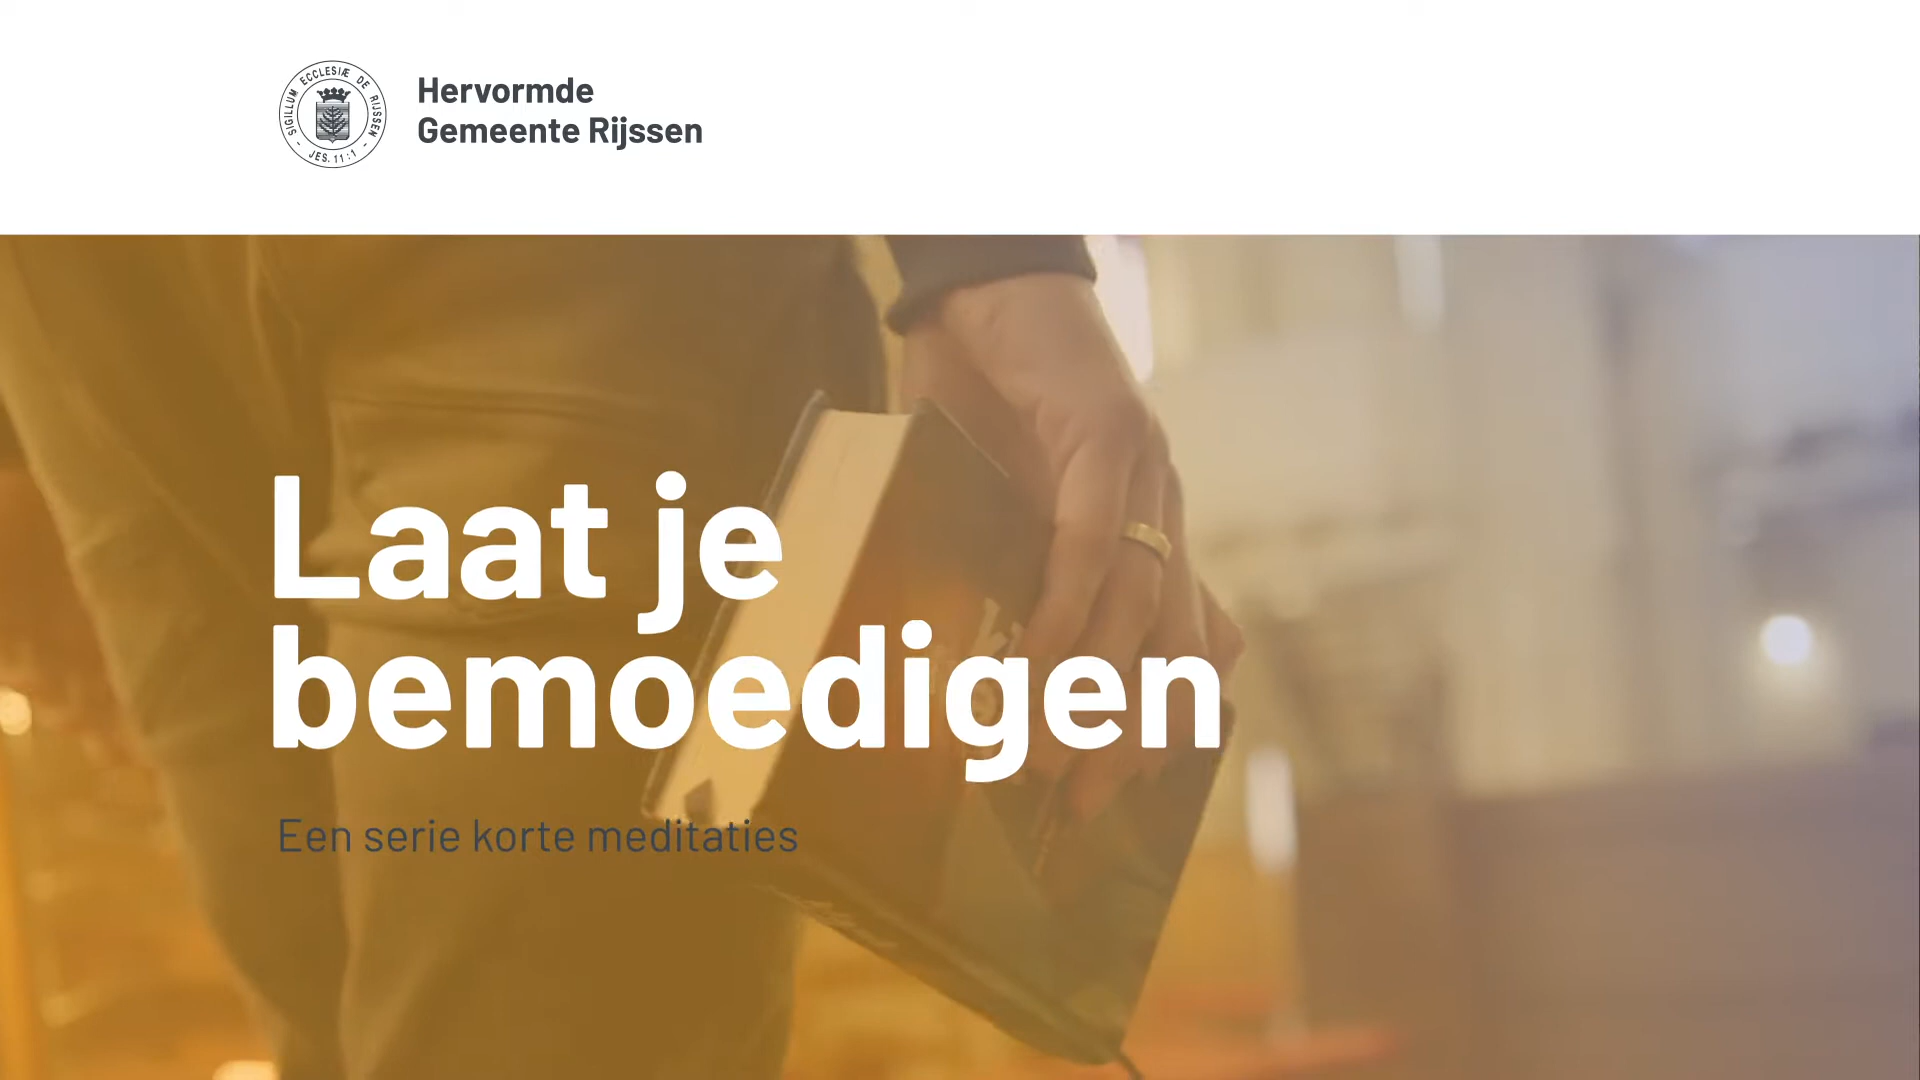 SIGILLUM ECCLESIÆ DE RIJSSEN
- JES. 11:1 -
Hervormde
Gemeente Rijssen
Laat je
bemoedigen
Een serie korte meditaties